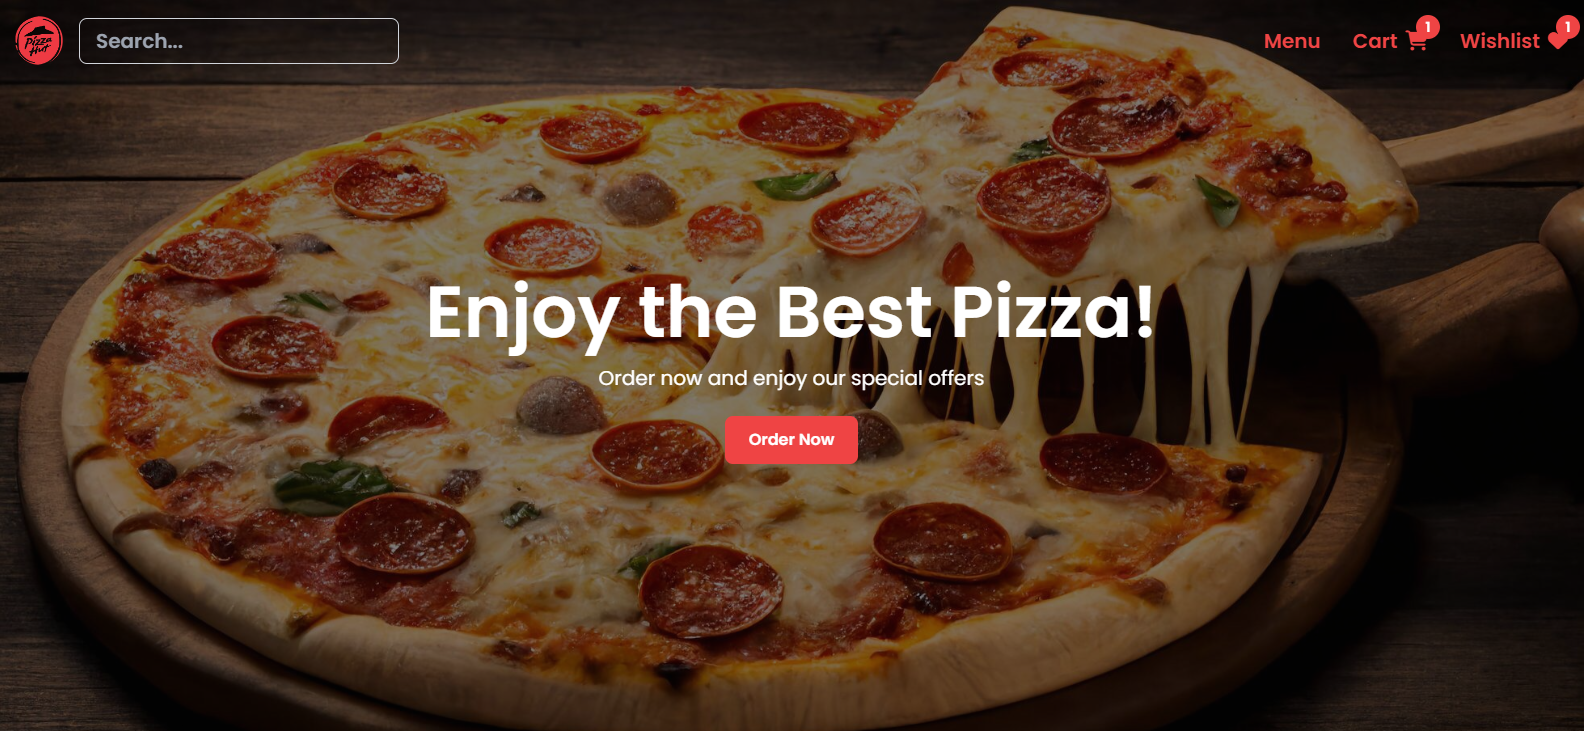 Pizza
Hut
Search...
Menu
Cart
1
Wishlist
1
Enjoy the Best Pizza!
Order now and enjoy our special offers
Order Now